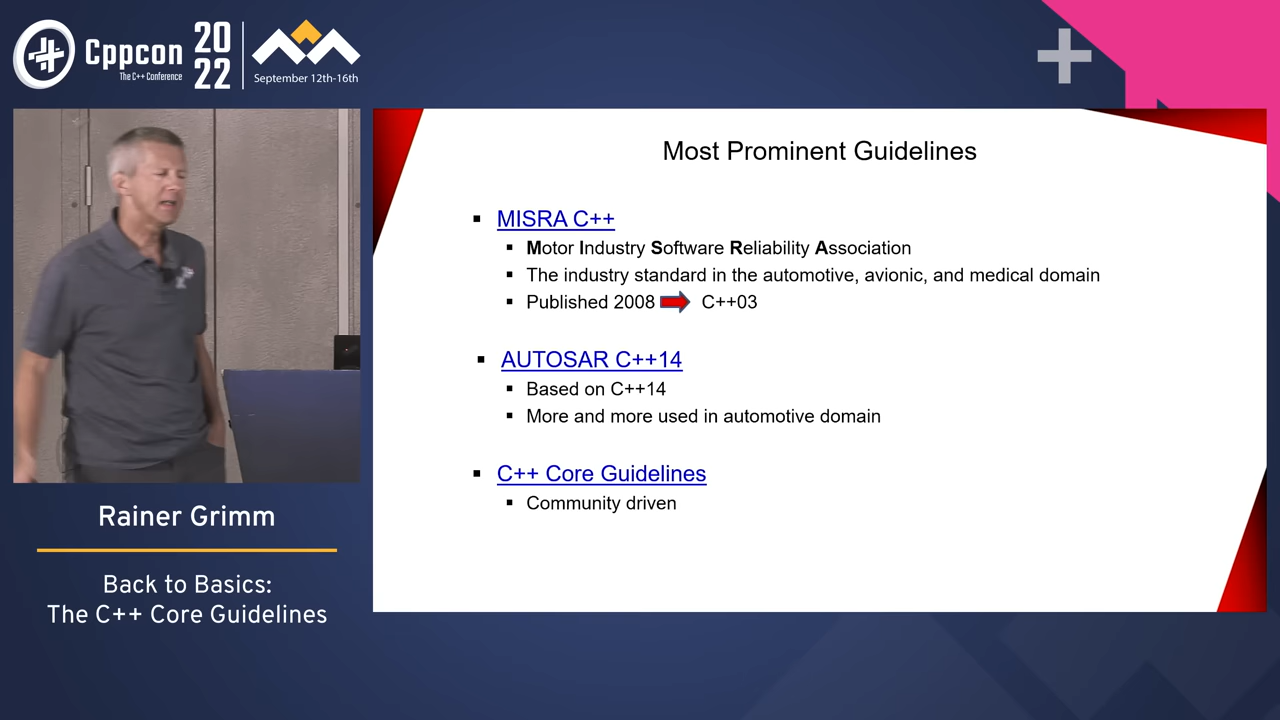 Cppcon
The C++ Conference
20
22
September 12th-16th
Most Prominent Guidelines
▪ MISRA C++
▪ Motor Industry Software Reliability Association
▪ The industry standard in the automotive, avionic, and medical domain
▪ Published 2008 C++03
▪ AUTOSAR C++14
▪ Based on C++14
▪ More and more used in automotive domain
▪ C++ Core Guidelines
▪ Community driven
Rainer Grimm
Back to Basics:
The C++ Core Guidelines